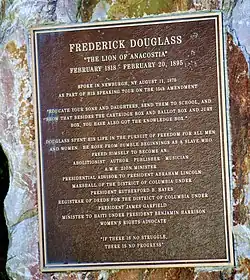 FREDERICK DOUGLASS
"THE LION OF ANACOSTIA"
FEBRUARY 1818 - FEBRUARY 20, 1895
SPOKE IN NEWBURGH, NY AUGUST 11, 1870
AS PART OF HIS SPEAKING TOUR ON THE 15th AMENDMENT
"EDUCATE YOUR SONS AND DAUGHTERS, SEND THEM TO SCHOOL, AND
SHOW THAT BESIDES THE CARTRIDGE BOX AND BALLOT BOX AND JURY
BOX, YOU HAVE ALSO GOT THE KNOWLEDGE BOX."
DOUGLASS SPENT HIS LIFE IN THE PURSUIT OF FREEDOM FOR ALL MEN
AND WOMEN. HE ROSE FROM HUMBLE BEGINNINGS AS A SLAVE WHO
FREED HIMSELF TO BECOME AN:
ABOLITIONIST AUTHOR PUBLISHER MUSICIAN
A.M.E. ZION MINISTER
PRESIDENTIAL ADVISOR TO PRESIDENT ABRAHAM LINCOLN
MARSHALL OF THE DISTRICT OF COLUMBIA UNDER
PRESIDENT RUTHERFORD B. HAYES
REGISTRAR OF DEEDS FOR THE DISTRICT OF COLUMBIA UNDER
PRESIDENT JAMES GARFIELD
MINISTER TO HAITI UNDER PRESIDENT BENJAMIN HARRISON
WOMEN'S RIGHTS ADVOCATE
"IF THERE IS NO STRUGGLE,
THERE IS NO PROGRESS"